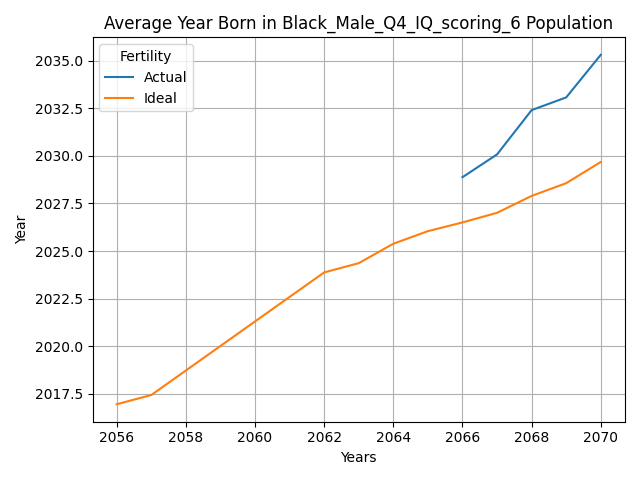 Average Year Born in Black_Male_Q4_IQ_scoring_6 Population
Fertility
Actual
Ideal
2035.0
2032.5
2030.0
2027.5
2025.0
2022.5
2020.0
2017.5
Year
2056 2058 2060 2062 2064 2066 2068 2070
Years